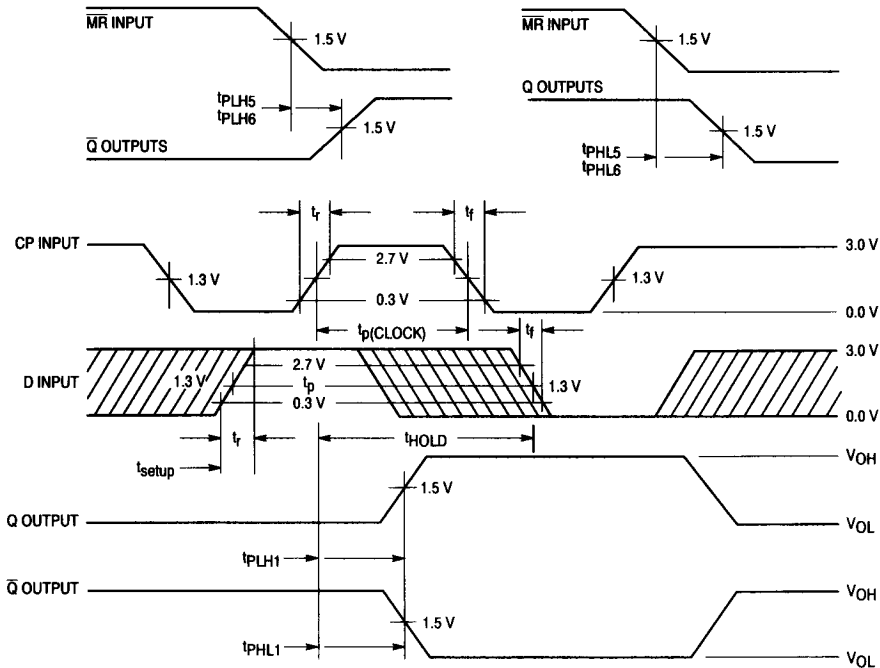 M̅R̅ INPUT
1.5 V
tPLH5
tPLH6
1.5 V
Q̅ OUTPUTS
M̅R̅ INPUT
1.5 V
Q OUTPUTS
1.5 V
tPHL5
tPHL6
tr
tf
CP INPUT
3.0 V
2.7 V
1.3 V
1.3 V
0.3 V
0.0 V
tp(CLOCK)
tf
3.0 V
2.7 V
D INPUT
1.3 V
tp
1.3 V
0.3 V
0.0 V
tr
tHOLD
tsetup
VOH
1.5 V
Q OUTPUT
VOL
tPLH1
Q̅ OUTPUT
VOH
1.5 V
tPHL1
VOL